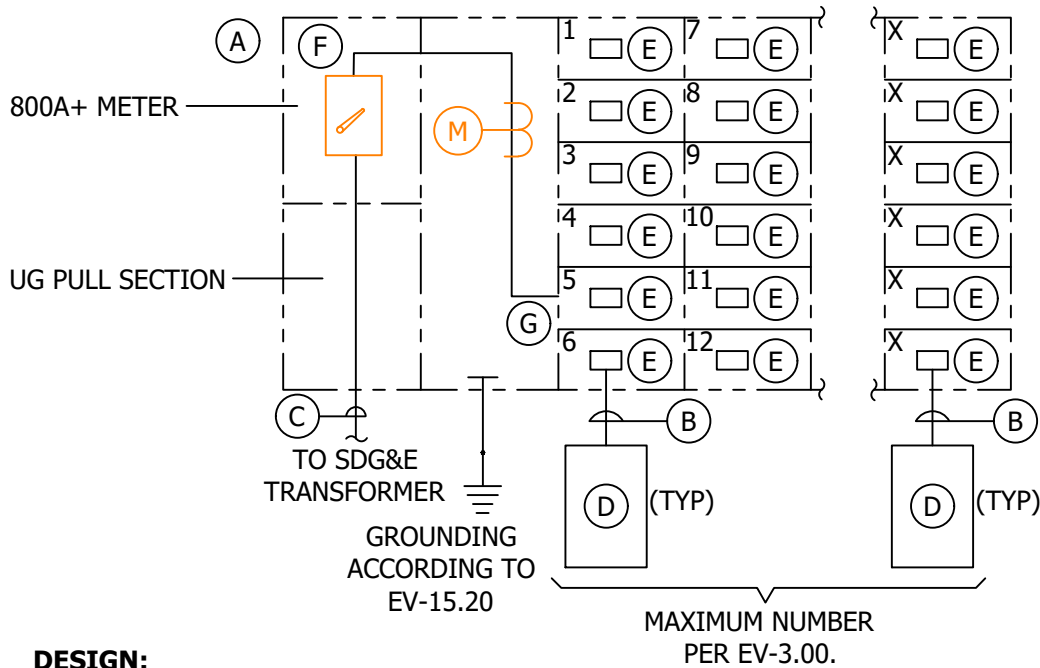 A
F
800A+ METER
M
UG PULL SECTION
G
C
TO SDG&E
TRANSFORMER
GROUNDING
ACCORDING TO
EV-15.20
1 E 7 E X E
2 E 8 E X E
3 E 9 E X E
4 E 10 E X E
5 E 11 E X E
6 E 12 E X E
B B
D (TYP) D (TYP)
MAXIMUM NUMBER
PER EV-3.00.
DESIGN: